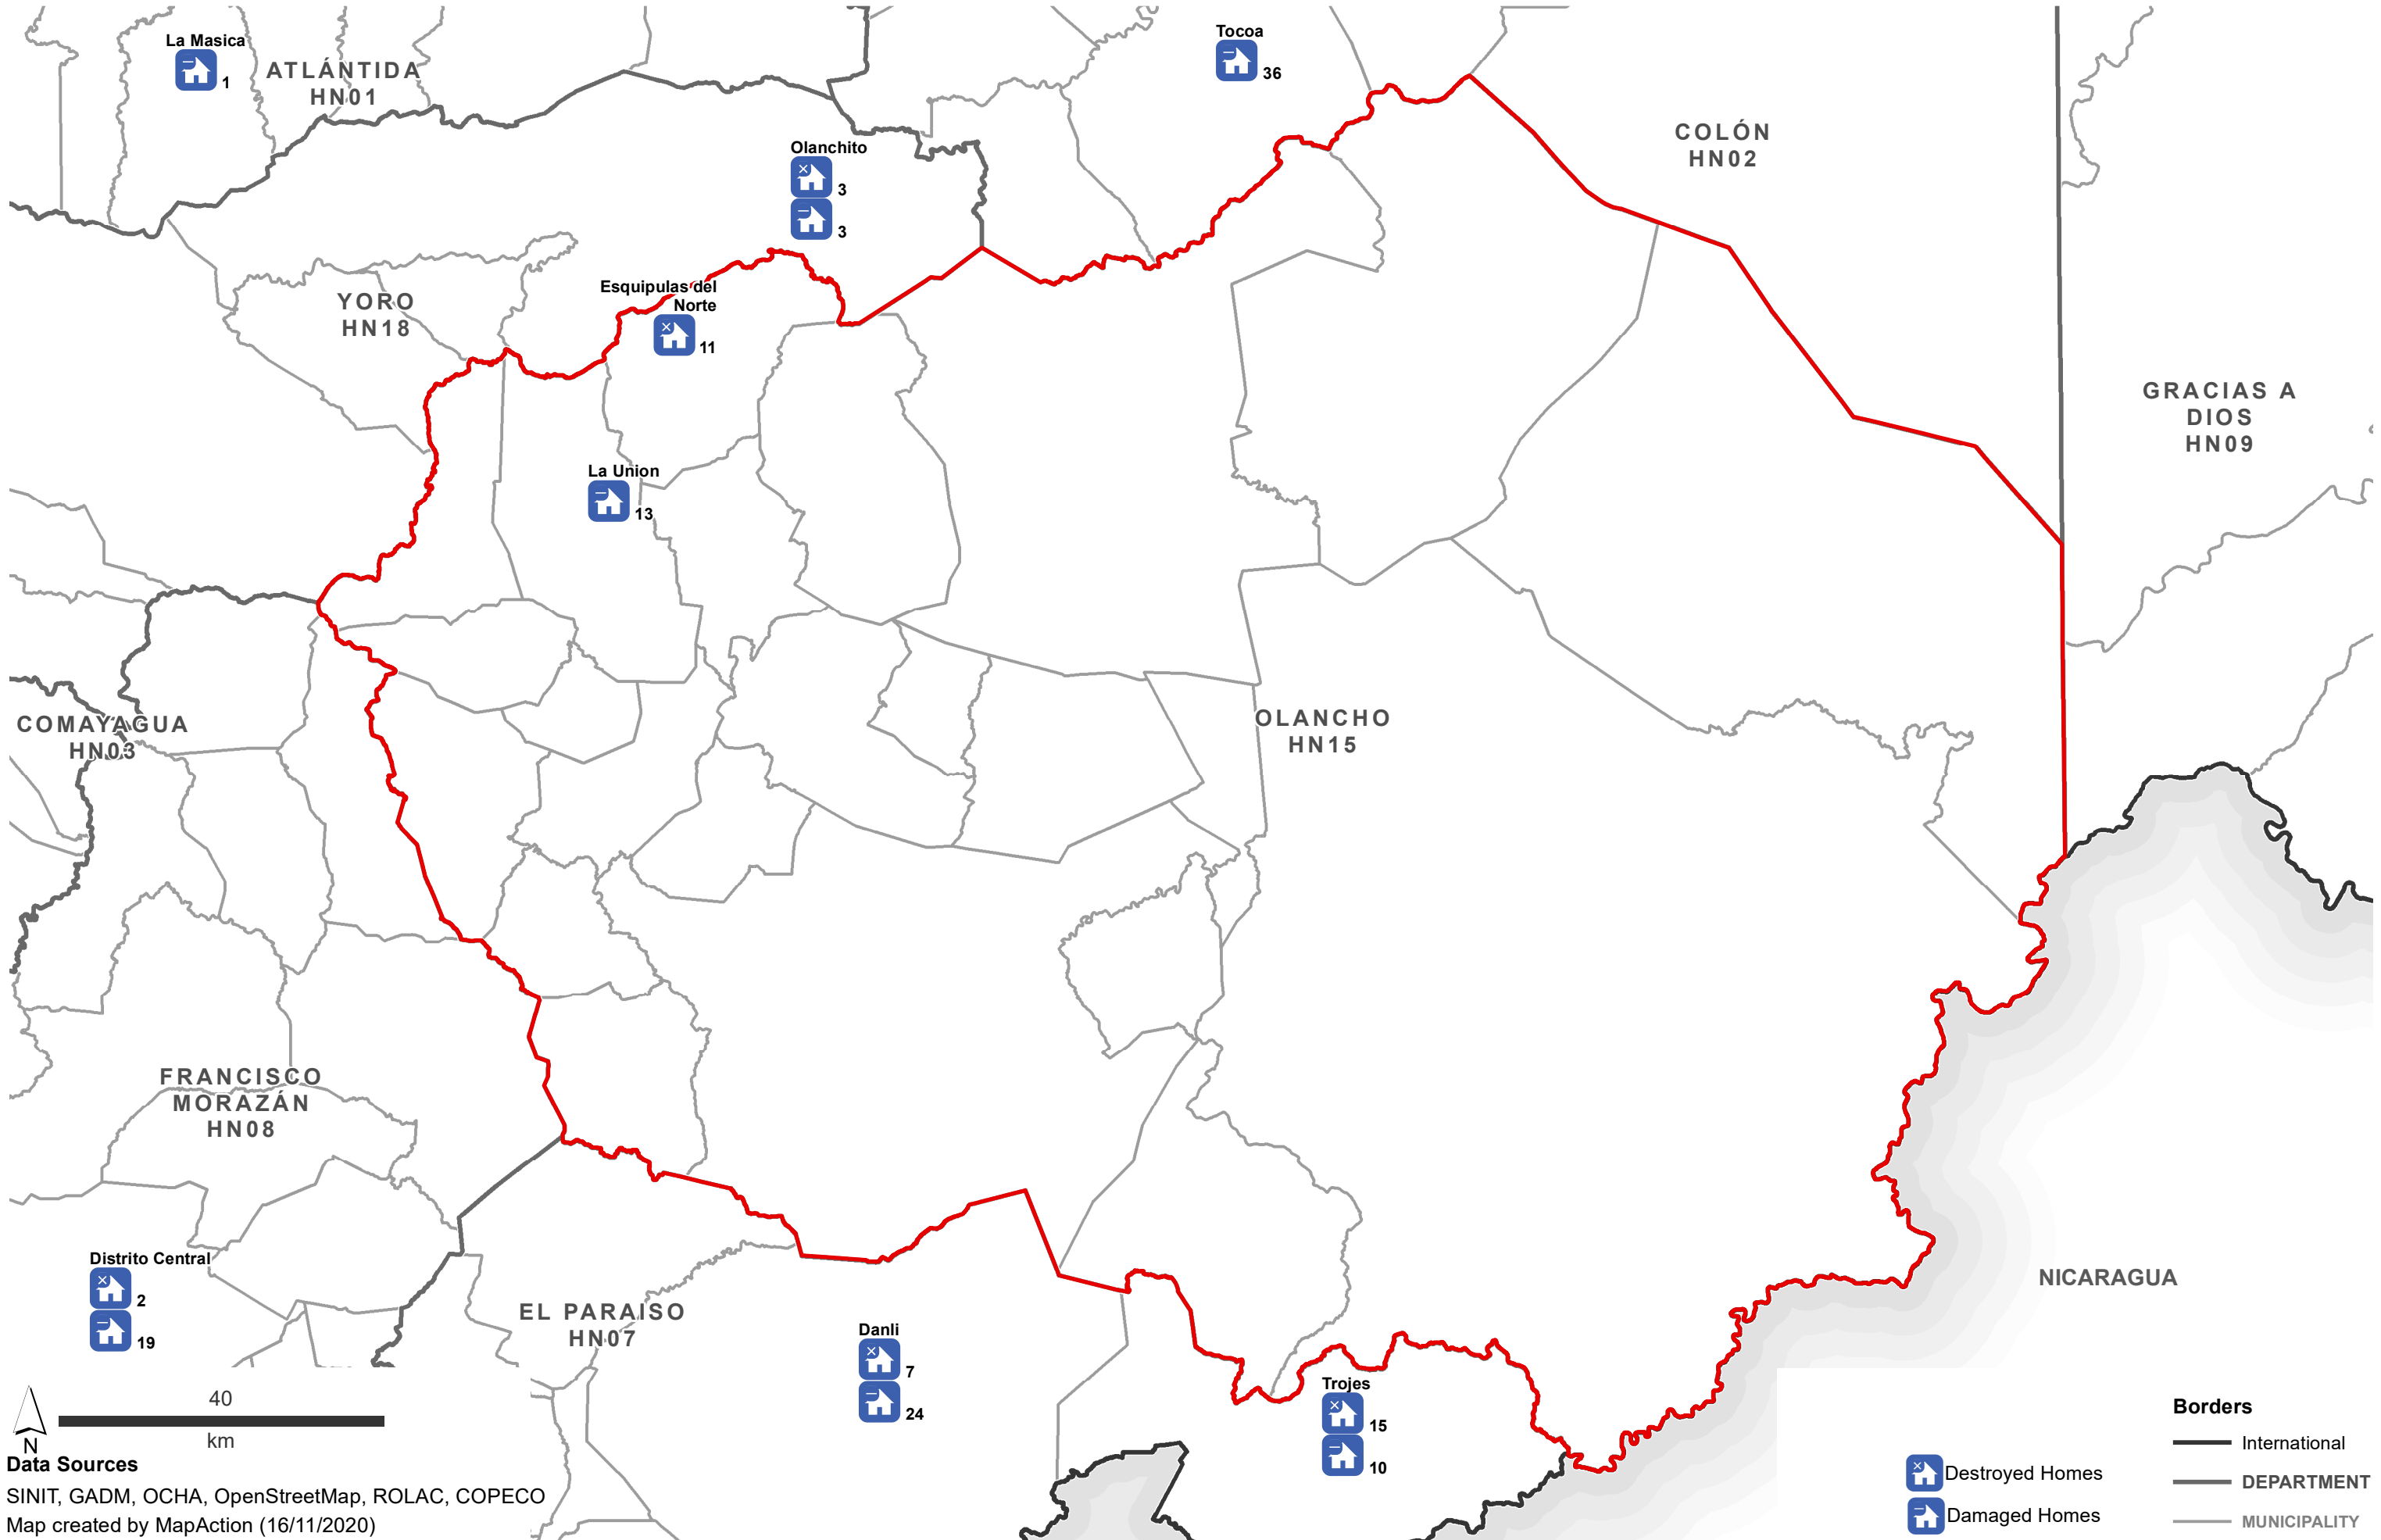 La Masica
1
ATLÁNTIDA
HN01
Tocoa
36
COLÓN
HN02
Olanchito
3
3
Esquipulas del
Norte
11
YORO
HN18
GRACIAS A
DIOS
HN09
La Union
13
COMAYAGUA
HN03
OLANCHO
HN15
FRANCISCO
MORAZÁN
HN08
Distrito Central
2
19
EL PARAISO
HN07
NICARAGUA
Danli
7
24
Trojes
15
10
40
km
N
Data Sources
SINIT, GADM, OCHA, OpenStreetMap, ROLAC, COPECO
Map created by MapAction (16/11/2020)
Destroyed Homes
Damaged Homes
Borders
International
DEPARTMENT
MUNICIPALITY